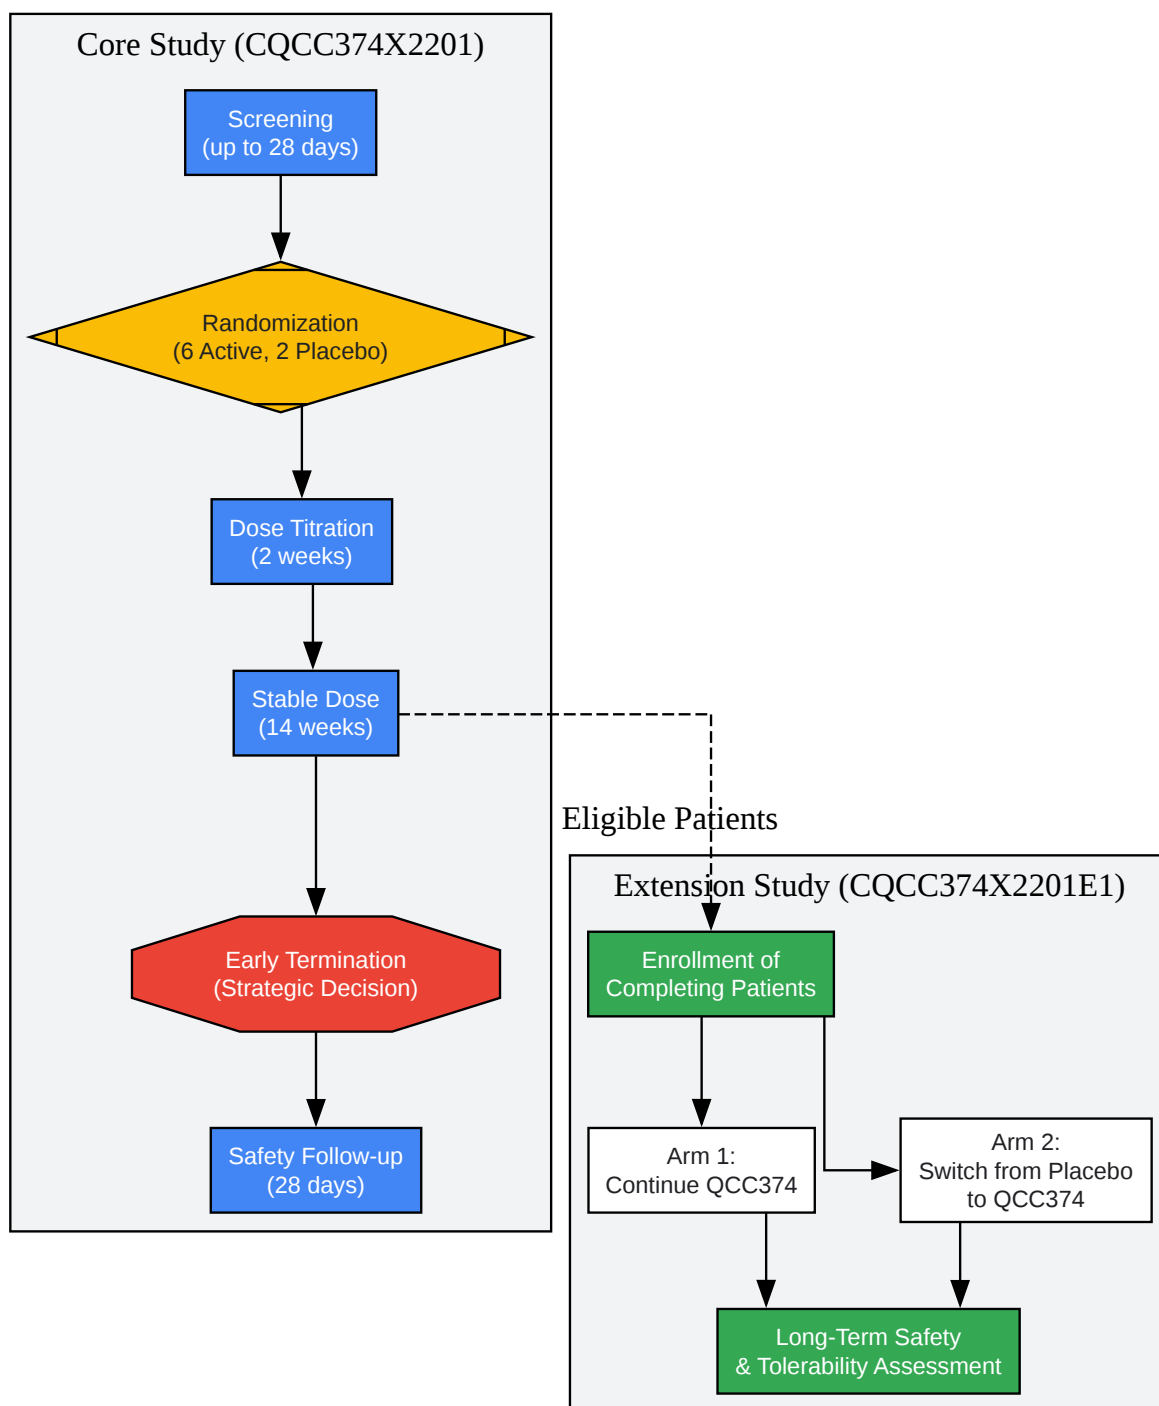 Core Study (CQCC374X2201)
Screening
(up to 28 days)
Randomization
(6 Active, 2 Placebo)
Dose Titration
(2 weeks)
Stable Dose
(14 weeks)
Early Termination
(Strategic Decision)
Safety Follow-up
(28 days)
Eligible Patients
Extension Study (CQCC374X2201E1)
Enrollment of
Completing Patients
Arm 1:
Continue QCC374
Arm 2:
Switch from Placebo
to QCC374
Long-Term Safety
& Tolerability Assessment